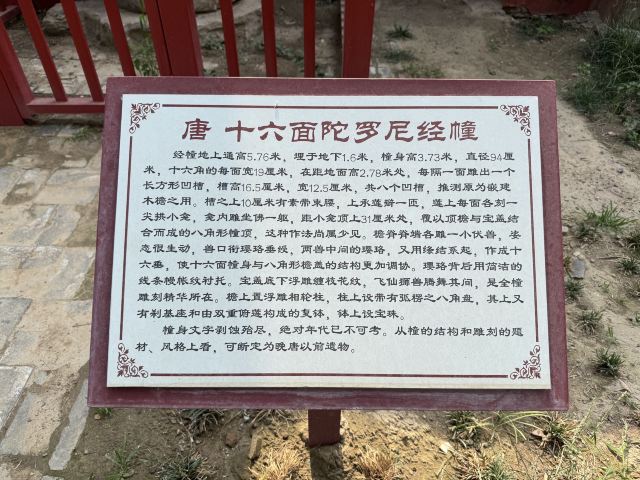 唐 十六面陀罗尼经幢
经幢地上通高5.76米，埋于地下1.6米，幢身高3.73米，直径94厘
米，十六角的每面宽19厘米，在距地面高2.78米处，每隔一面雕出一个
长方形凹槽，槽高16.5厘米，宽12.5厘米，共八个凹槽，推测原为嵌建
木檐之用。槽之上10厘米有素带束腰，上承莲瓣一匝，莲上每面各刻一
尖拱小龛，龛内雕坐佛一躯，距小龛顶上31厘米处，覆以顶檐与宝盖结
合而成的八角形幢顶，这种作法尚属少见。檐脊脊端各雕一小伏兽，姿
态很生动，兽口衔璎珞垂绥，两兽中间的璎珞，又用缘结系起，作成十
六垂，使十六面幢身与八角形檐盖的结构更加调协。璎珞背后用简洁的
线条幔帐纹衬托。宝盖底下浮雕缠枝花纹，飞仙狮兽腾舞其间，是全幢
雕刻精华所在。檐上置浮雕相轮柱，柱上设带有弧楞之八角盘，其上又
有刹基座和由双重俯莲构成的复钵，钵上设宝珠。
幢身文字剥蚀殆尽，绝对年代已不可考。从幢的结构和雕刻的题
材、风格上看，可断定为晚唐以前遗物。